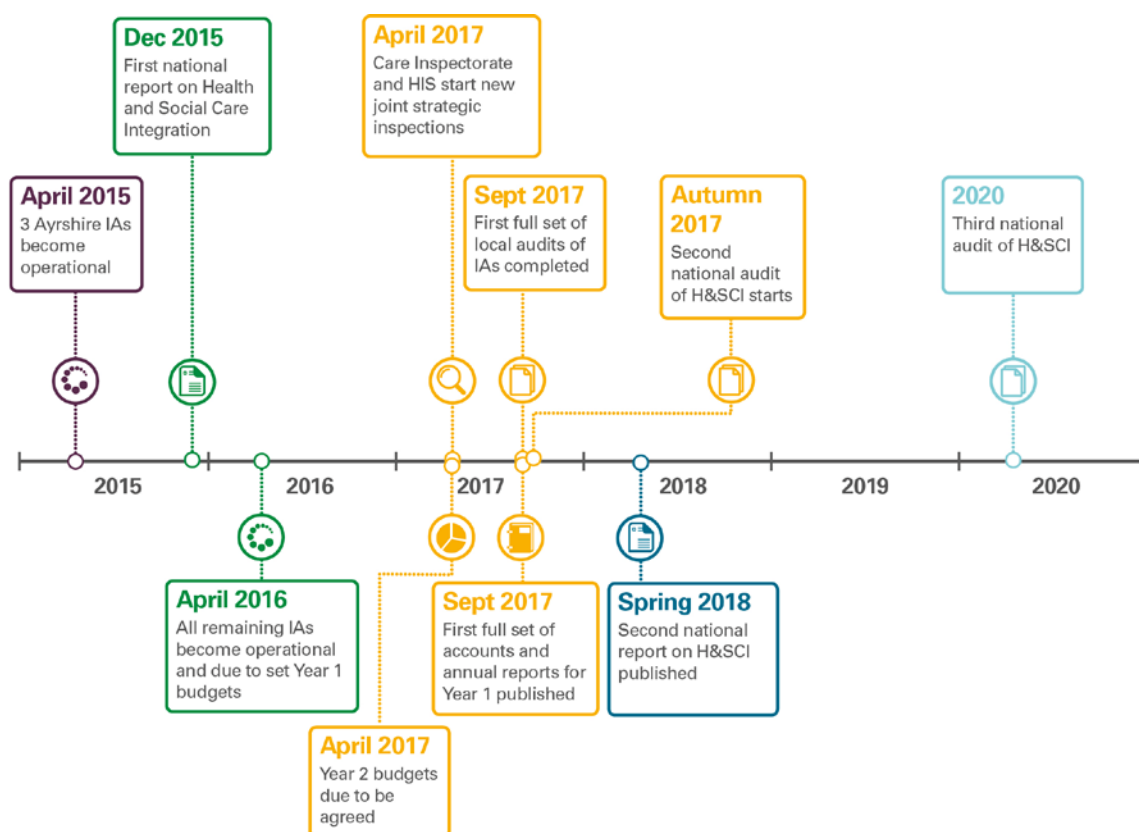 Dec 2015
First national
report on Health
and Social Care
Integration
April 2017
Care Inspectorate
and HIS start new
joint strategic
inspections
April 2015
3 Ayrshire IAs
become
operational
Sept 2017
First full set of
local audits of
IAs completed
Autumn
2017
Second
national audit
of H&SCI starts
2020
Third national
audit of H&SCI
2015
2016
2017
2018
2019
2020
April 2016
All remaining IAs
become operational
and due to set Year 1
budgets
Sept 2017
First full set of
accounts and
annual reports for
Year 1 published
Spring 2018
Second national
report on H&SCI
published
April 2017
Year 2 budgets
due to be
agreed